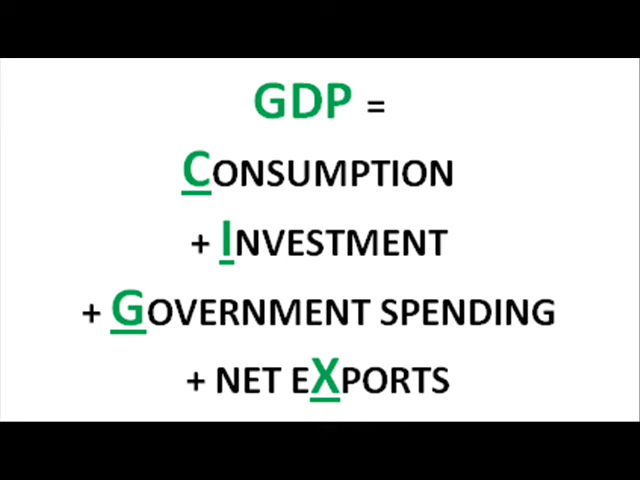 GDP =
CONSUMPTION
+ INVESTMENT
+ GOVERNMENT SPENDING
+ NET EXPORTS